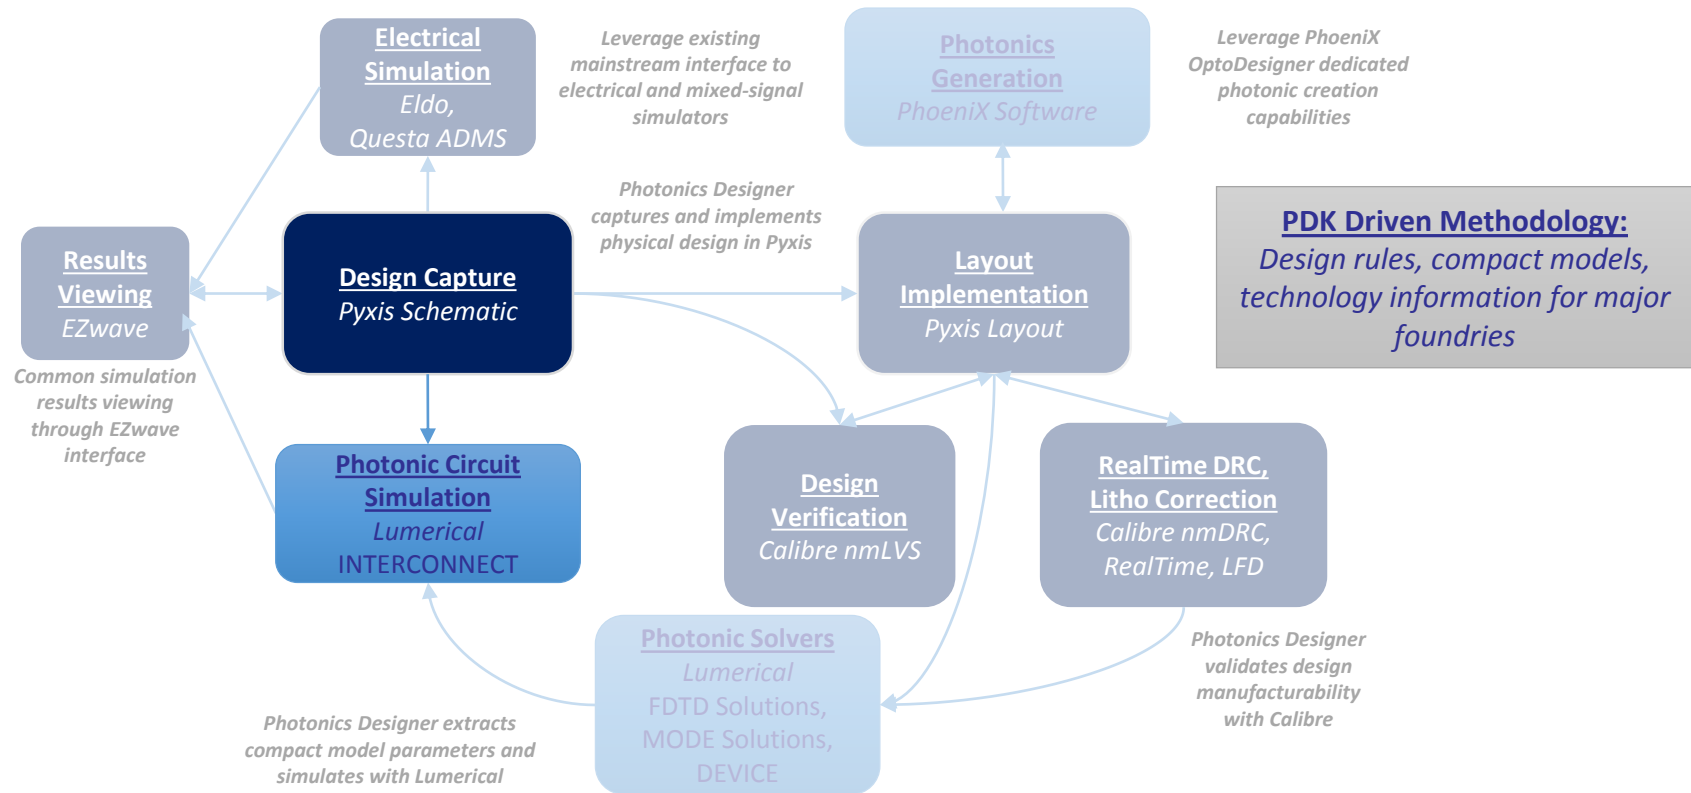 Electrical
Simulation
Eldo,
Questa ADMS
Leverage existing
mainstream interface to
electrical and mixed-signal
simulators
Photonics
Generation
PhoeniX Software
Leverage PhoeniX
OptoDesigner dedicated
photonic creation
capabilities
Photonics Designer
captures and implements
physical design in Pyxis
Results
Viewing
EZwave
Design Capture
Pyxis Schematic
Layout
Implementation
Pyxis Layout
PDK Driven Methodology:
Design rules, compact models,
technology information for major
foundries
Common simulation
results viewing
through EZwave
interface
Photonic Circuit
Simulation
Lumerical
INTERCONNECT
Design
Verification
Calibre nmLVS
RealTime DRC,
Litho Correction
Calibre nmDRC,
RealTime, LFD
Photonic Solvers
Lumerical
FDTD Solutions,
MODE Solutions,
DEVICE
Photonics Designer
validates design
manufacturability
with Calibre
Photonics Designer extracts
compact model parameters and
simulates with Lumerical